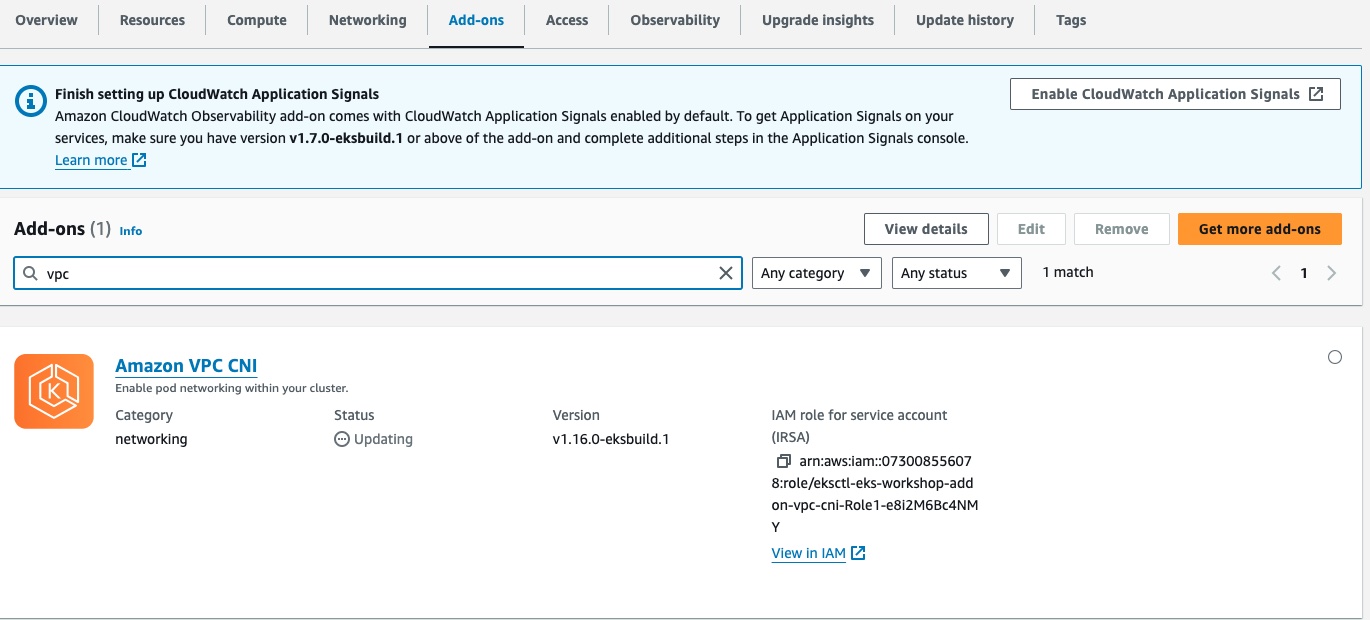 Overview Resources Compute Networking Add-ons Access Observability Upgrade insights Update history Tags
Finish setting up CloudWatch Application Signals
Amazon CloudWatch Observability add-on comes with CloudWatch Application Signals enabled by default. To get Application Signals on your
services, make sure you have version v1.7.0-eksbuild.1 or above of the add-on and complete additional steps in the Application Signals console.
Learn more
Enable CloudWatch Application Signals
Add-ons (1) Info
View details Edit Remove Get more add-ons
vpc
Any category Any status 1 match 1
K
Amazon VPC CNI
Enable pod networking within your cluster.
Category
networking
Status
Updating
Version
v1.16.0-eksbuild.1
IAM role for service account
(IRSA)
arn:aws:iam::07300855607
8:role/eksctl-eks-workshop-add
on-vpc-cni-Role1-e8i2M6Bc4NM
Y
View in IAM